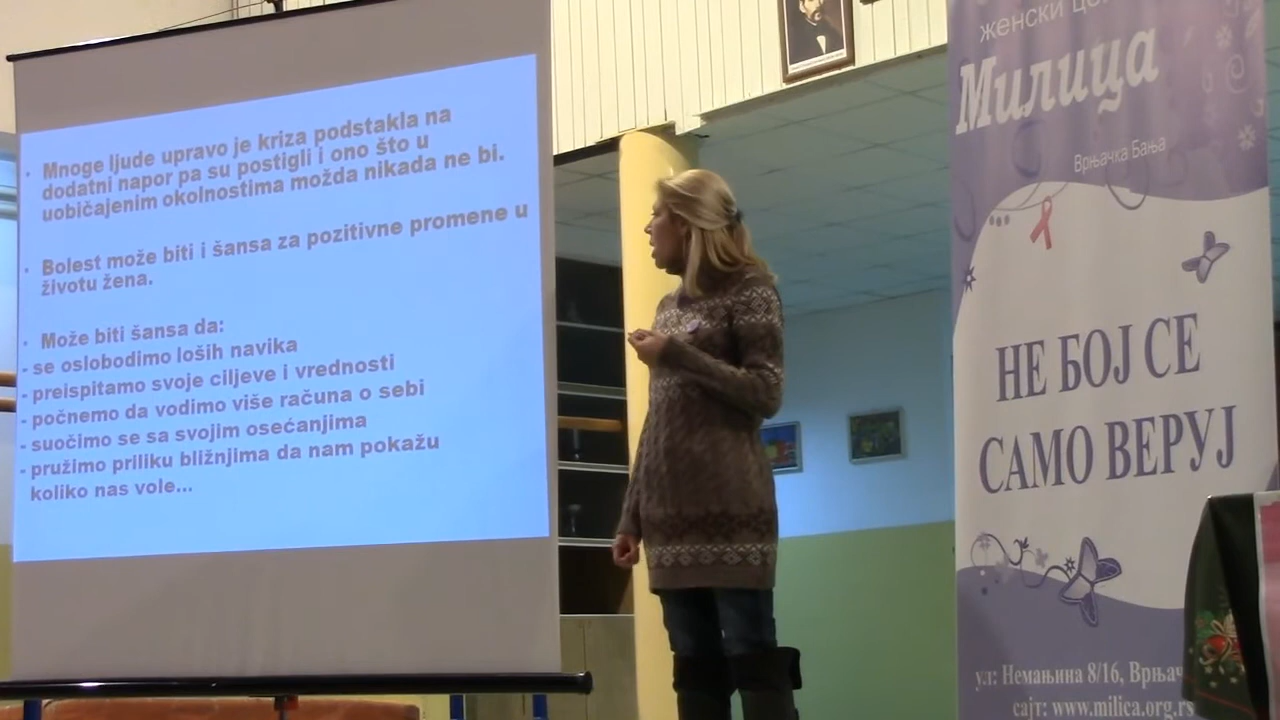 Mnoge ljude upravo je kriza podstakla na
dodatni napor pa su postigli i ono što u
uobičajenim okolnostima možda nikada ne bi.
Bolest može biti i šansa za pozitivne promene u
životu žena.
Može biti šansa da:
- se oslobodimo loših navika
- preispitamo svoje ciljeve i vrednosti
- počnemo da vodimo više računa o sebi
- suočimo se sa svojim osećanjima
- pružimo priliku bližnjima da nam pokažu
koliko nas vole...
женски
Милица
Врњачка Бања
НЕ БОЈ СЕ
САМО ВЕРУЈ
ул: Немањина 8/16,
сајт: www.milica.org.rs